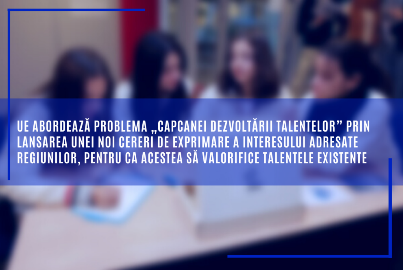 UE ABORDEAZĂ PROBLEMA „CAPCANEI DEZVOLTĂRII TALENTELOR” PRIN
LANSAREA UNEI NOI CERERI DE EXPRIMARE A INTERESULUI ADRESATE
REGIUNILOR, PENTRU CA ACESTEA SĂ VALORIFICE TALENTELE EXISTENTE